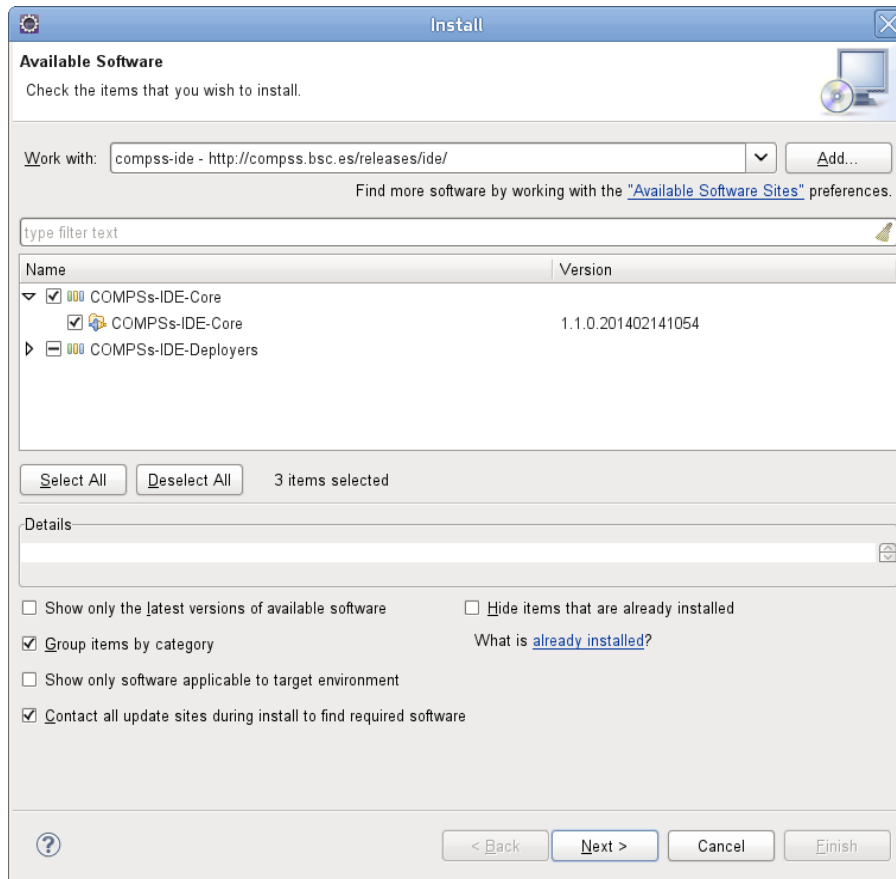 Install
Available Software
Check the items that you wish to install.
Work with: compss-ide - http://compss.bsc.es/releases/ide/ Add...
Find more software by working with the "Available Software Sites" preferences.
type filter text
Name Version
COMPSs-IDE-Core
COMPSs-IDE-Core 1.1.0.201402141054
COMPSs-IDE-Deployers
Select All Deselect All 3 items selected
Details
Show only the latest versions of available software Hide items that are already installed
Group items by category What is already installed?
Show only software applicable to target environment
Contact all update sites during install to find required software
? < Back Next > Cancel Finish